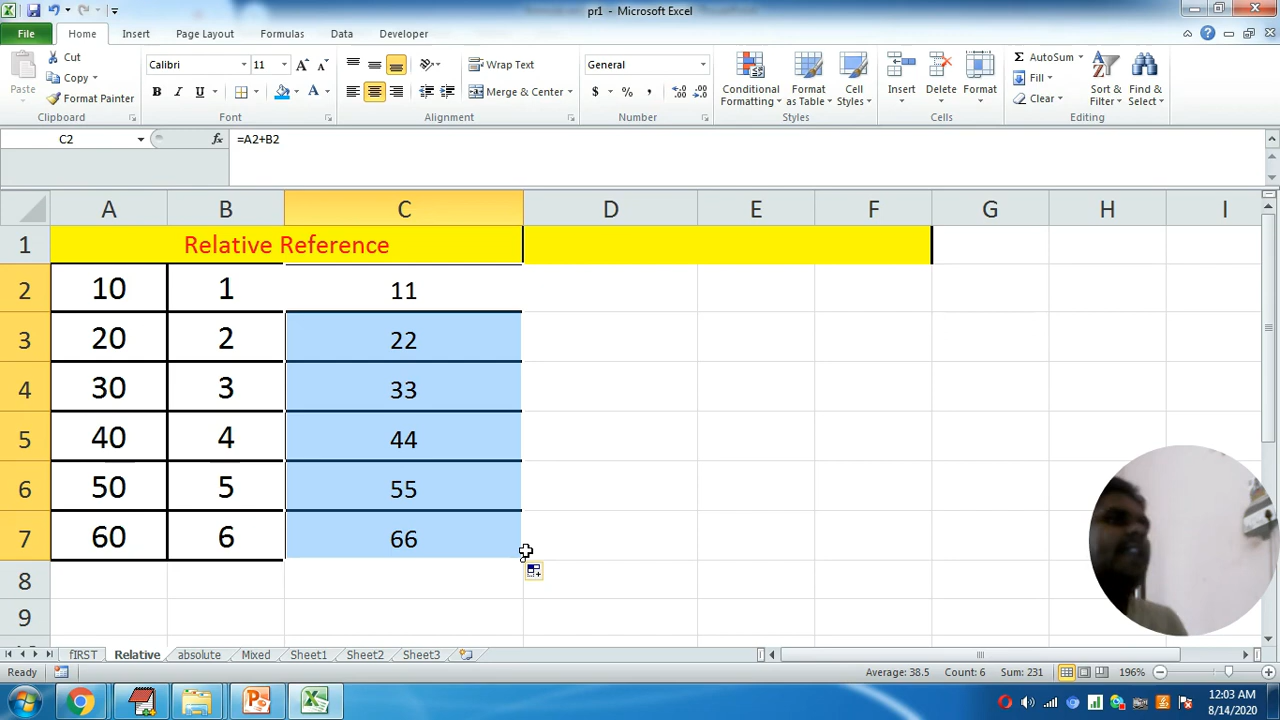 pr1 - Microsoft Excel
File
Home
Insert
Page Layout
Formulas
Data
Developer
Paste
Cut
Copy
Format Painter
Clipboard
Calibri
11
B I U
A A
Font
Wrap Text
Merge & Center
Alignment
General
$ % ,
Number
Conditional Formatting
Format as Table
Cell Styles
Styles
Insert
Delete
Format
Cells
AutoSum
Fill
Clear
Sort & Filter
Find & Select
Editing
C2
fx
=A2+B2
A B C D E F G H I
1 Relative Reference
2 10 1 11
3 20 2 22
4 30 3 33
5 40 4 44
6 50 5 55
7 60 6 66
8
9
fIRST
Relative
absolute
Mixed
Sheet1
Sheet2
Sheet3
Ready
Average: 38.5 Count: 6 Sum: 231
196%
12:03 AM
8/14/2020